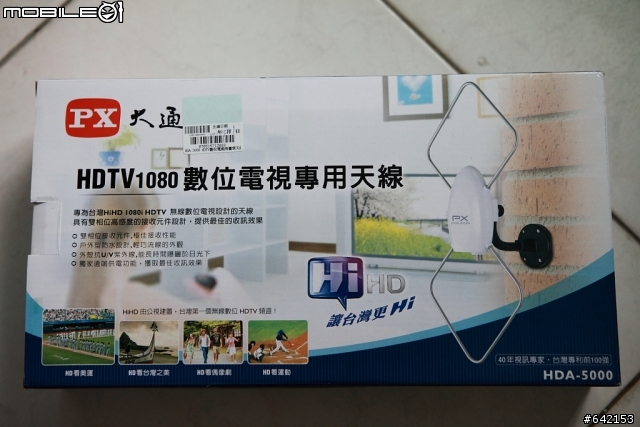 MOBILE01
PX 大通
HDTV1080 數位電視專用天線
專為台灣HiHD 1080i HDTV 無線數位電視設計的天線
具有雙相位高感度的接收元件設計，提供最佳的收訊效果
雙相位接收元件，極佳接收性能
戶外型防水設計，輕巧流線的外觀
外殼抗U/V紫外線，能長時間曝曬於日光下
獨家遠端供電功能，獲取最佳收訊效果
PX
Hi HD
讓台灣更 Hi
HiHD 由公視建置，台灣第一個無線數位 HDTV 頻道！
HD看奧運
HD看台灣之美
HD看偶像劇
HD看運動
40年視訊專家、台灣專利前100強
HDA-5000
#642153